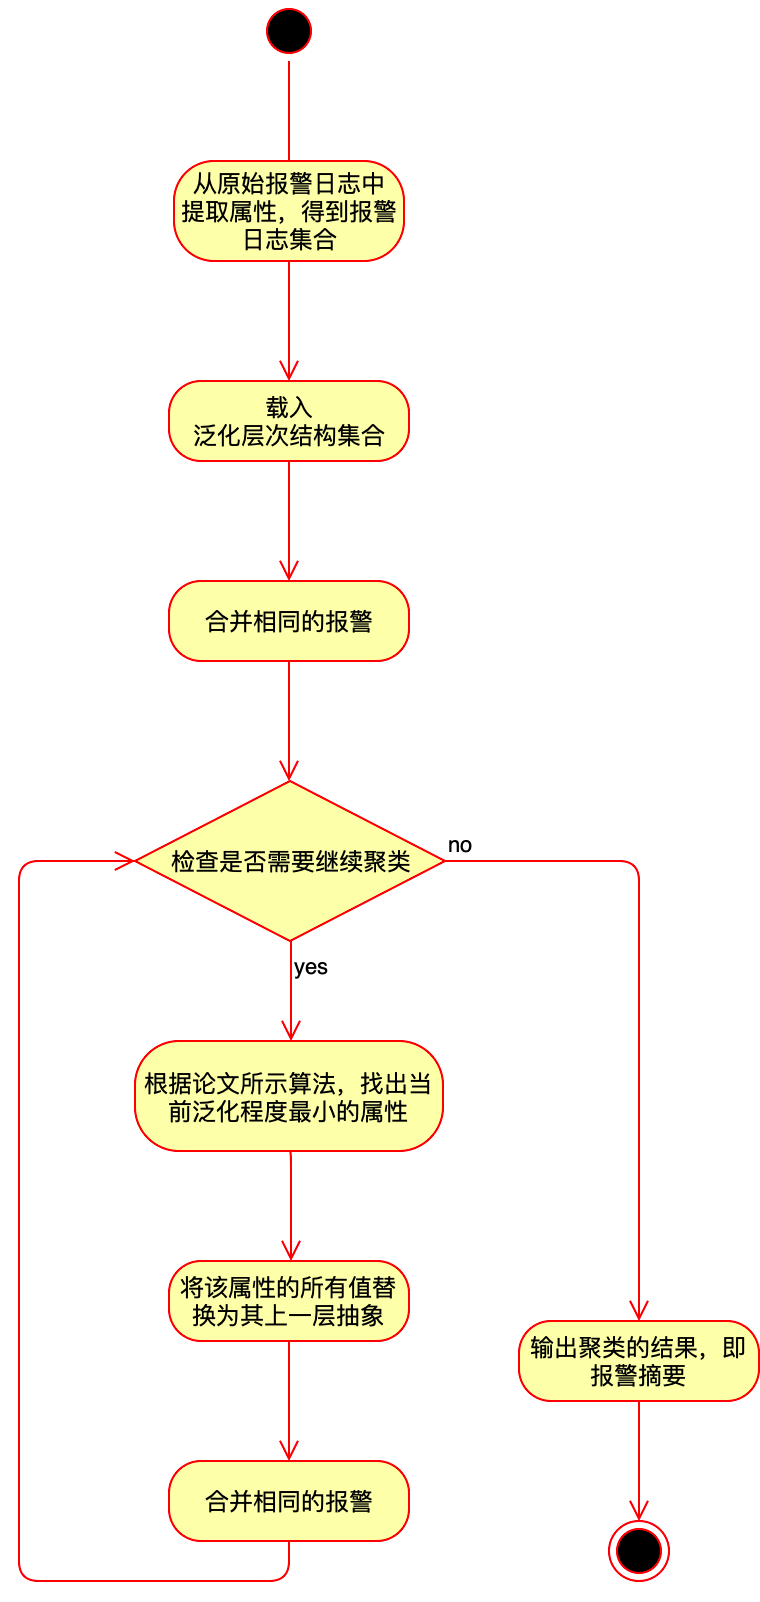 从原始报警日志中
提取属性，得到报警
日志集合
载入
泛化层次结构集合
合并相同的报警
检查是否需要继续聚类
no
yes
根据论文所示算法，找出当
前泛化程度最小的属性
将该属性的所有值替
换为其上一层抽象
输出聚类的结果，即
报警摘要
合并相同的报警